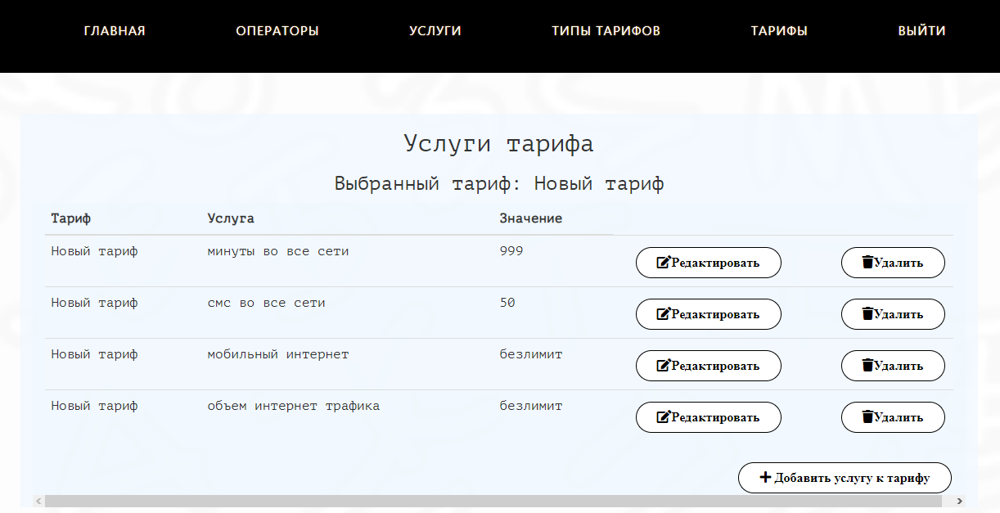 ГЛАВНАЯ ОПЕРАТОРЫ УСЛУГИ ТИПЫ ТАРИФОВ ТАРИФЫ ВЫЙТИ
Услуги тарифа
Выбранный тариф: Новый тариф
Тариф Услуга Значение
Новый тариф минуты во все сети 999 Редактировать Удалить
Новый тариф смс во все сети 50 Редактировать Удалить
Новый тариф мобильный интернет безлимит Редактировать Удалить
Новый тариф объем интернет трафика безлимит Редактировать Удалить
Добавить услугу к тарифу